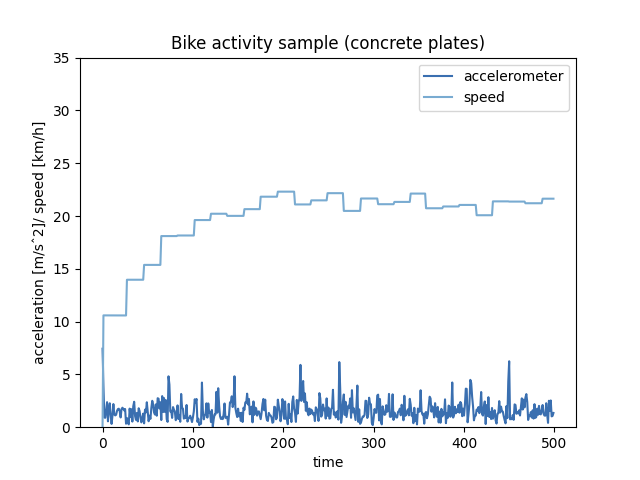 Bike activity sample (concrete plates)
accelerometer
speed
35
30
25
20
15
10
5
0
acceleration [m/s^2]/ speed [km/h]
0 100 200 300 400 500
time